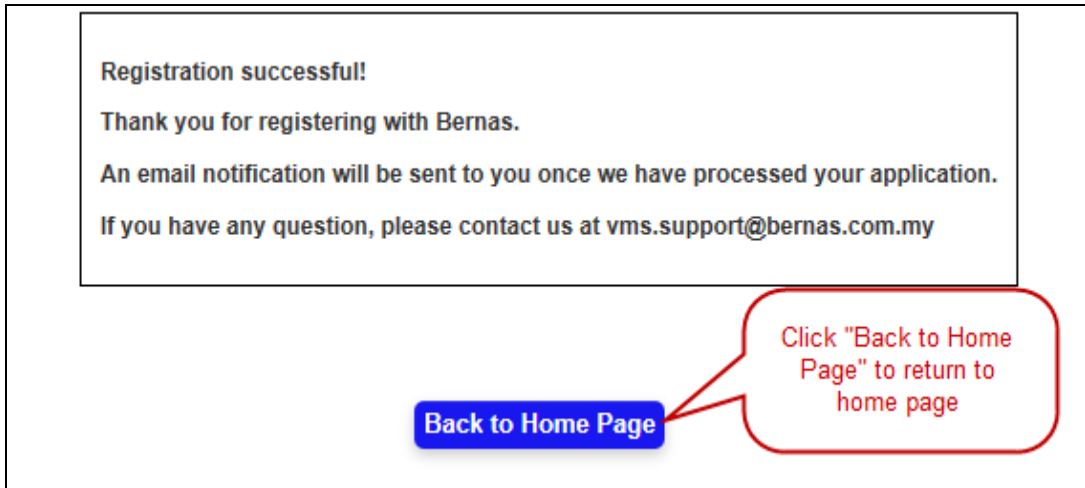 Registration successful!
Thank you for registering with Bernas.
An email notification will be sent to you once we have processed your application.
If you have any question, please contact us at vms.support@bernas.com.my
Click "Back to Home
Page" to return to
home page
Back to Home Page